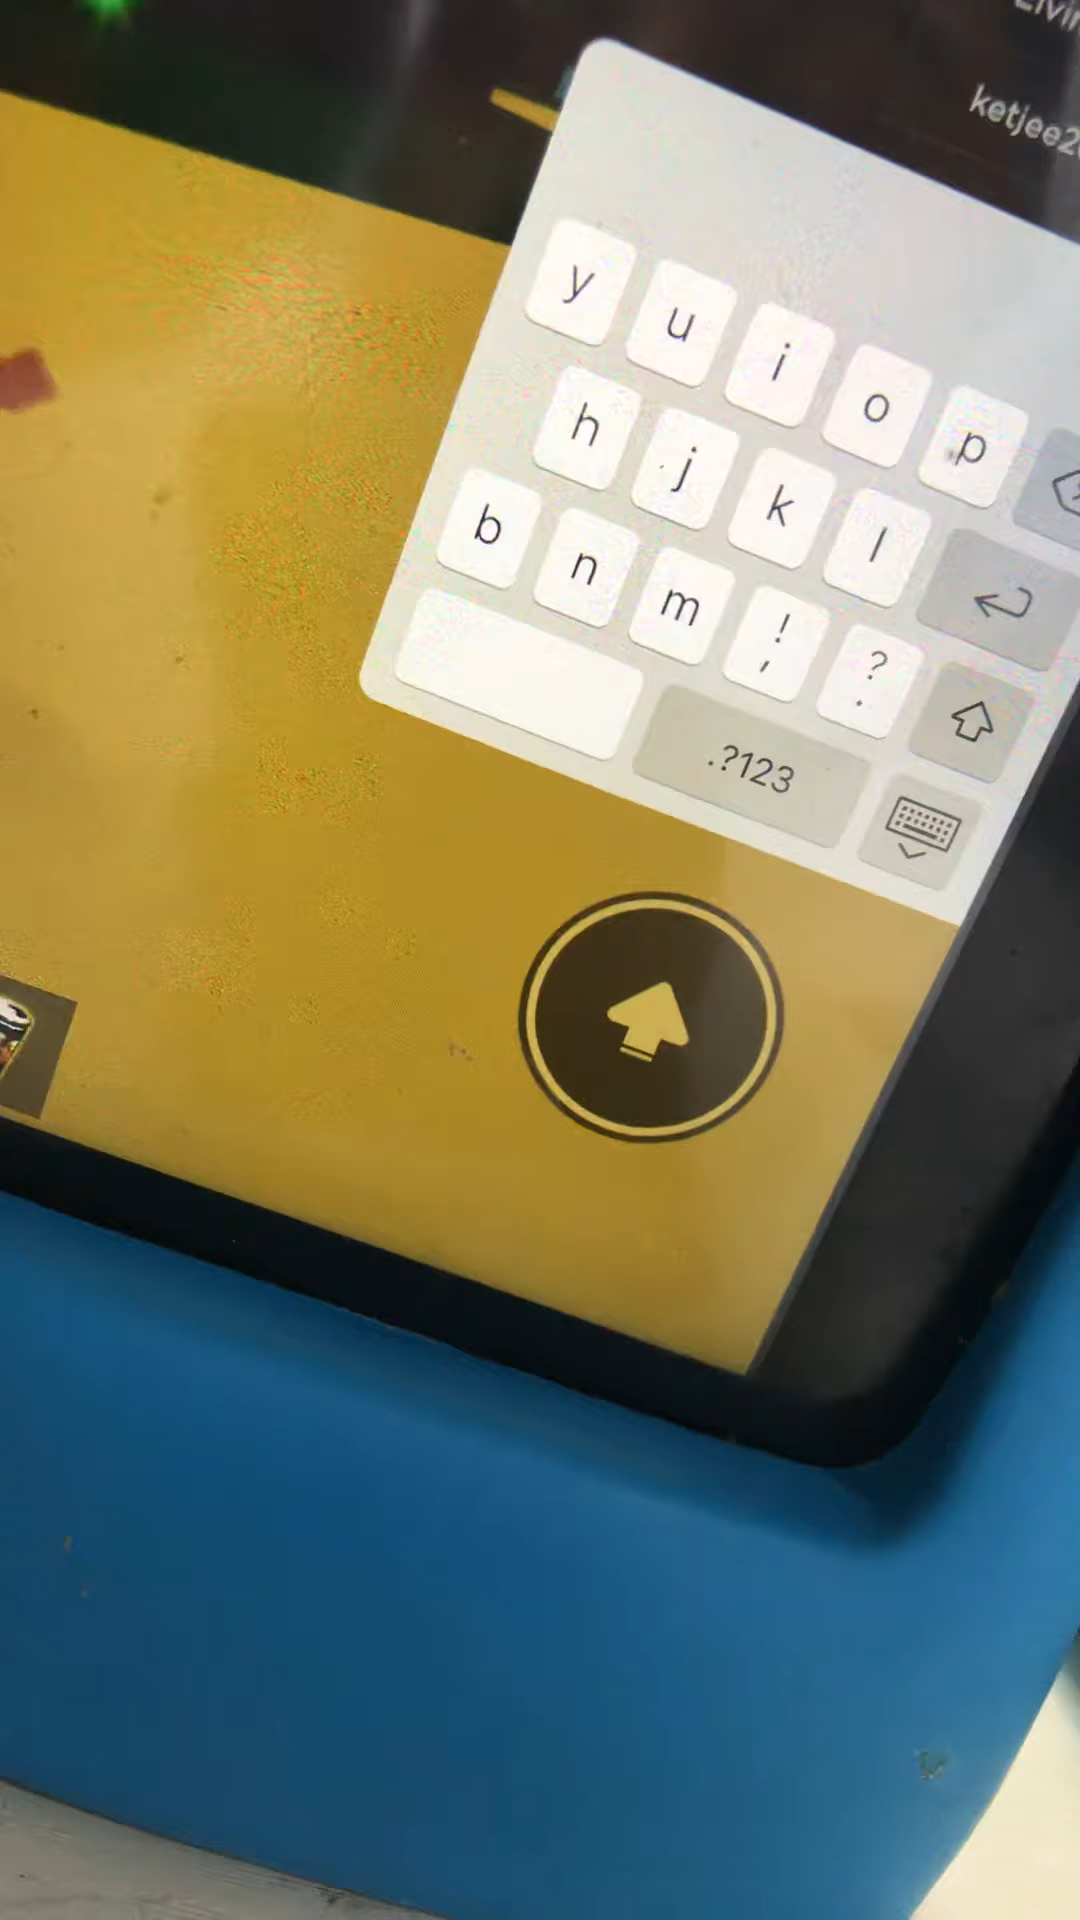 ketjee2
y u i o p
h j k l
b n m ! , ? .
.?123